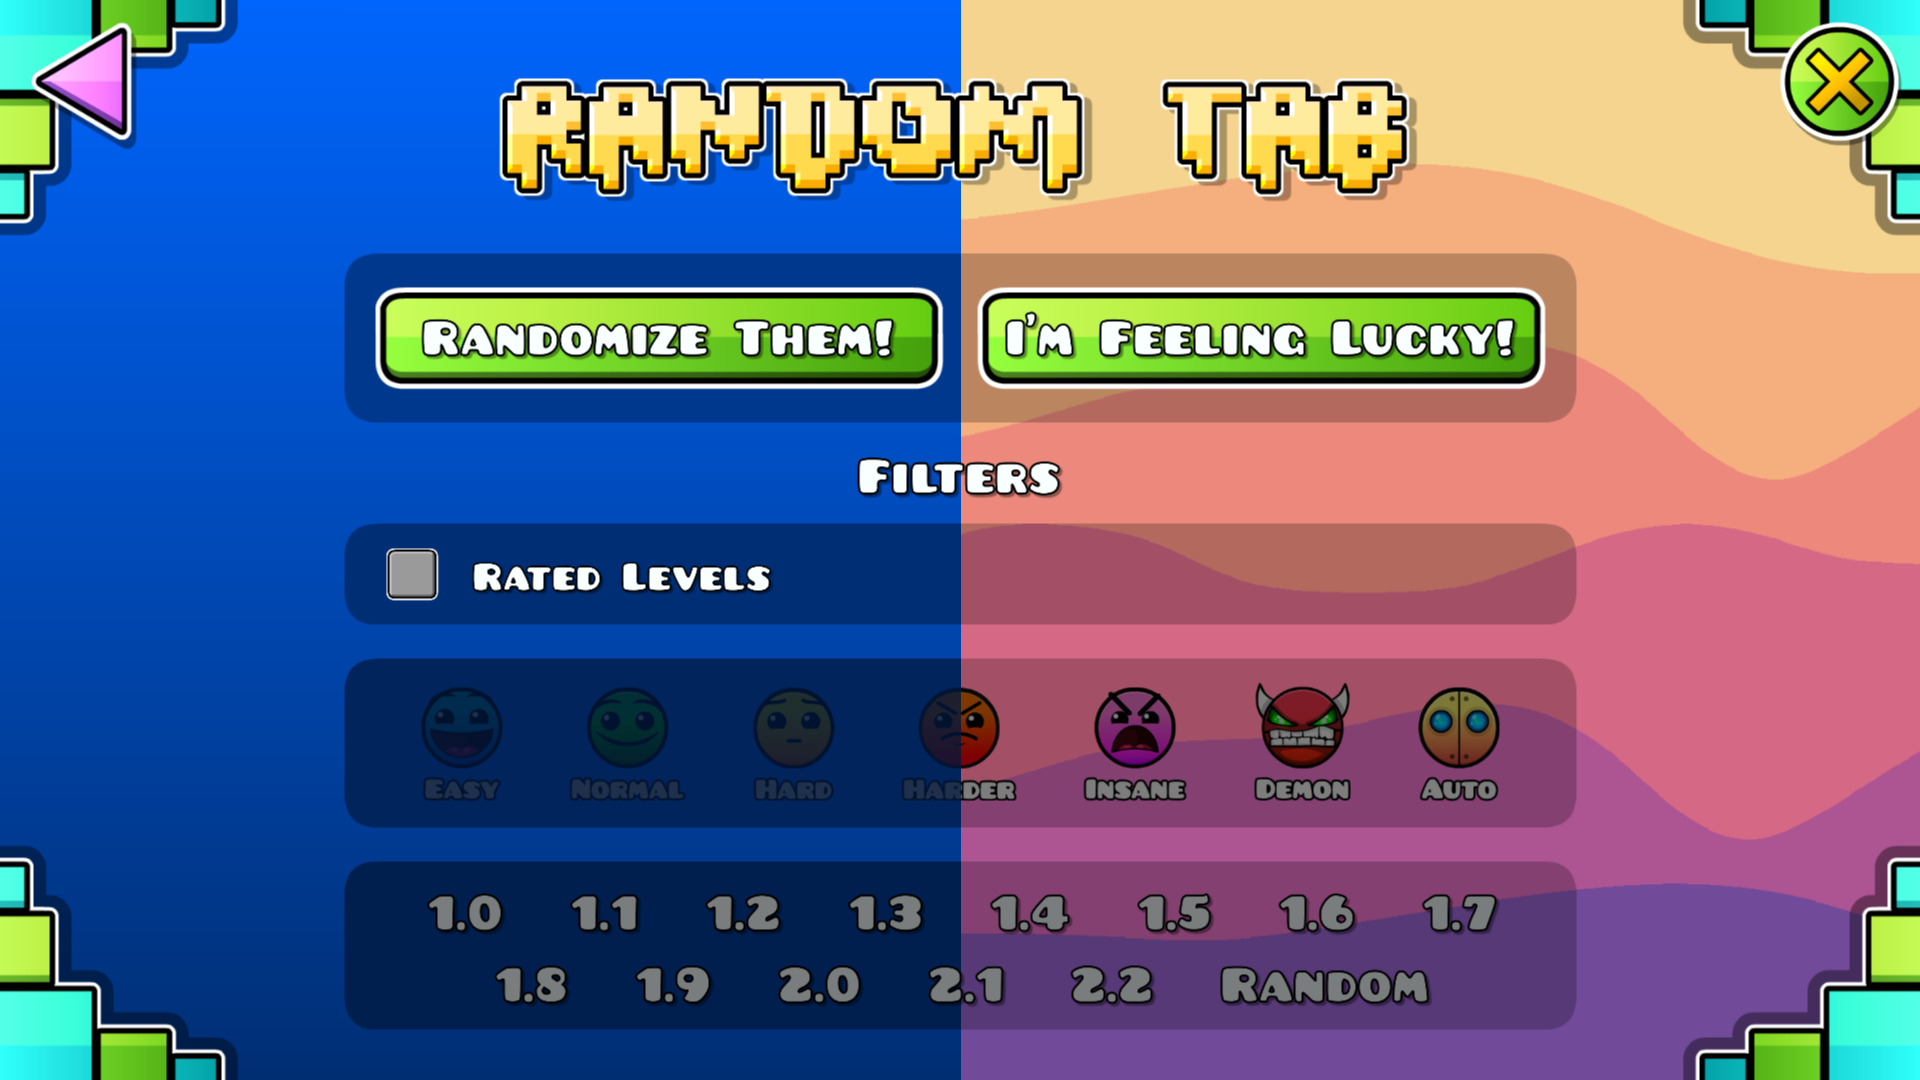 RANDOM TAB
Randomize Them! I'm Feeling Lucky!
Filters
Rated Levels
Easy Normal Hard Harder Insane Demon Auto
1.0 1.1 1.2 1.3 1.4 1.5 1.6 1.7
1.8 1.9 2.0 2.1 2.2 Random